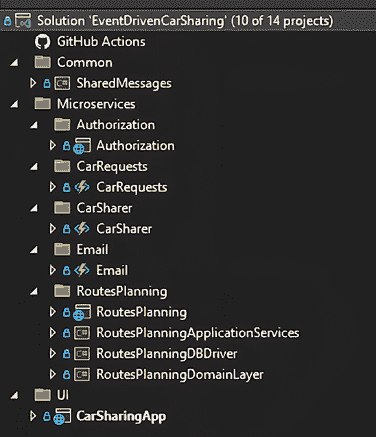 Solution 'EventDrivenCarSharing' (10 of 14 projects)
GitHub Actions
Common
SharedMessages
Microservices
Authorization
Authorization
CarRequests
CarRequests
CarSharer
CarSharer
Email
Email
RoutesPlanning
RoutesPlanning
RoutesPlanningApplicationServices
RoutesPlanningDBDriver
RoutesPlanningDomainLayer
UI
CarSharingApp